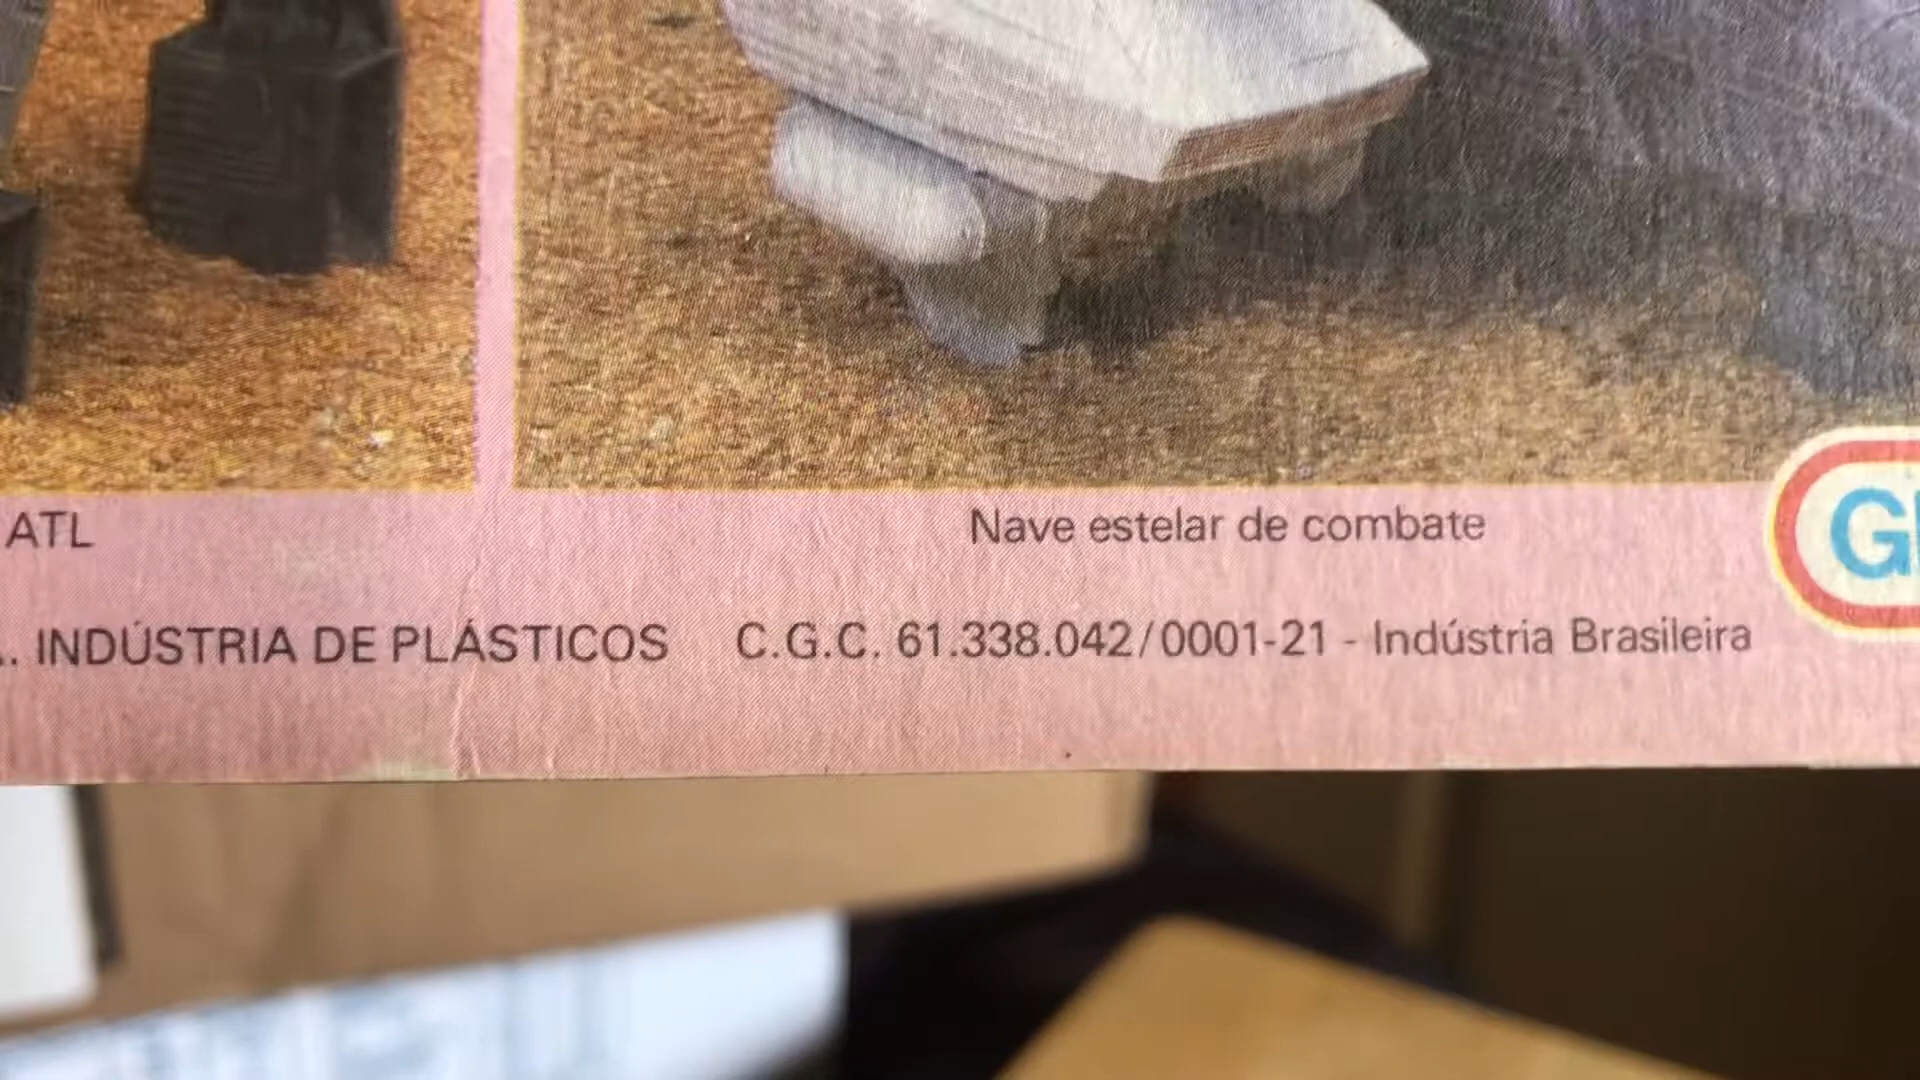 ATL
Nave estelar de combate
INDÚSTRIA DE PLÁSTICOS C.G.C. 61.338.042/0001-21 - Indústria Brasileira